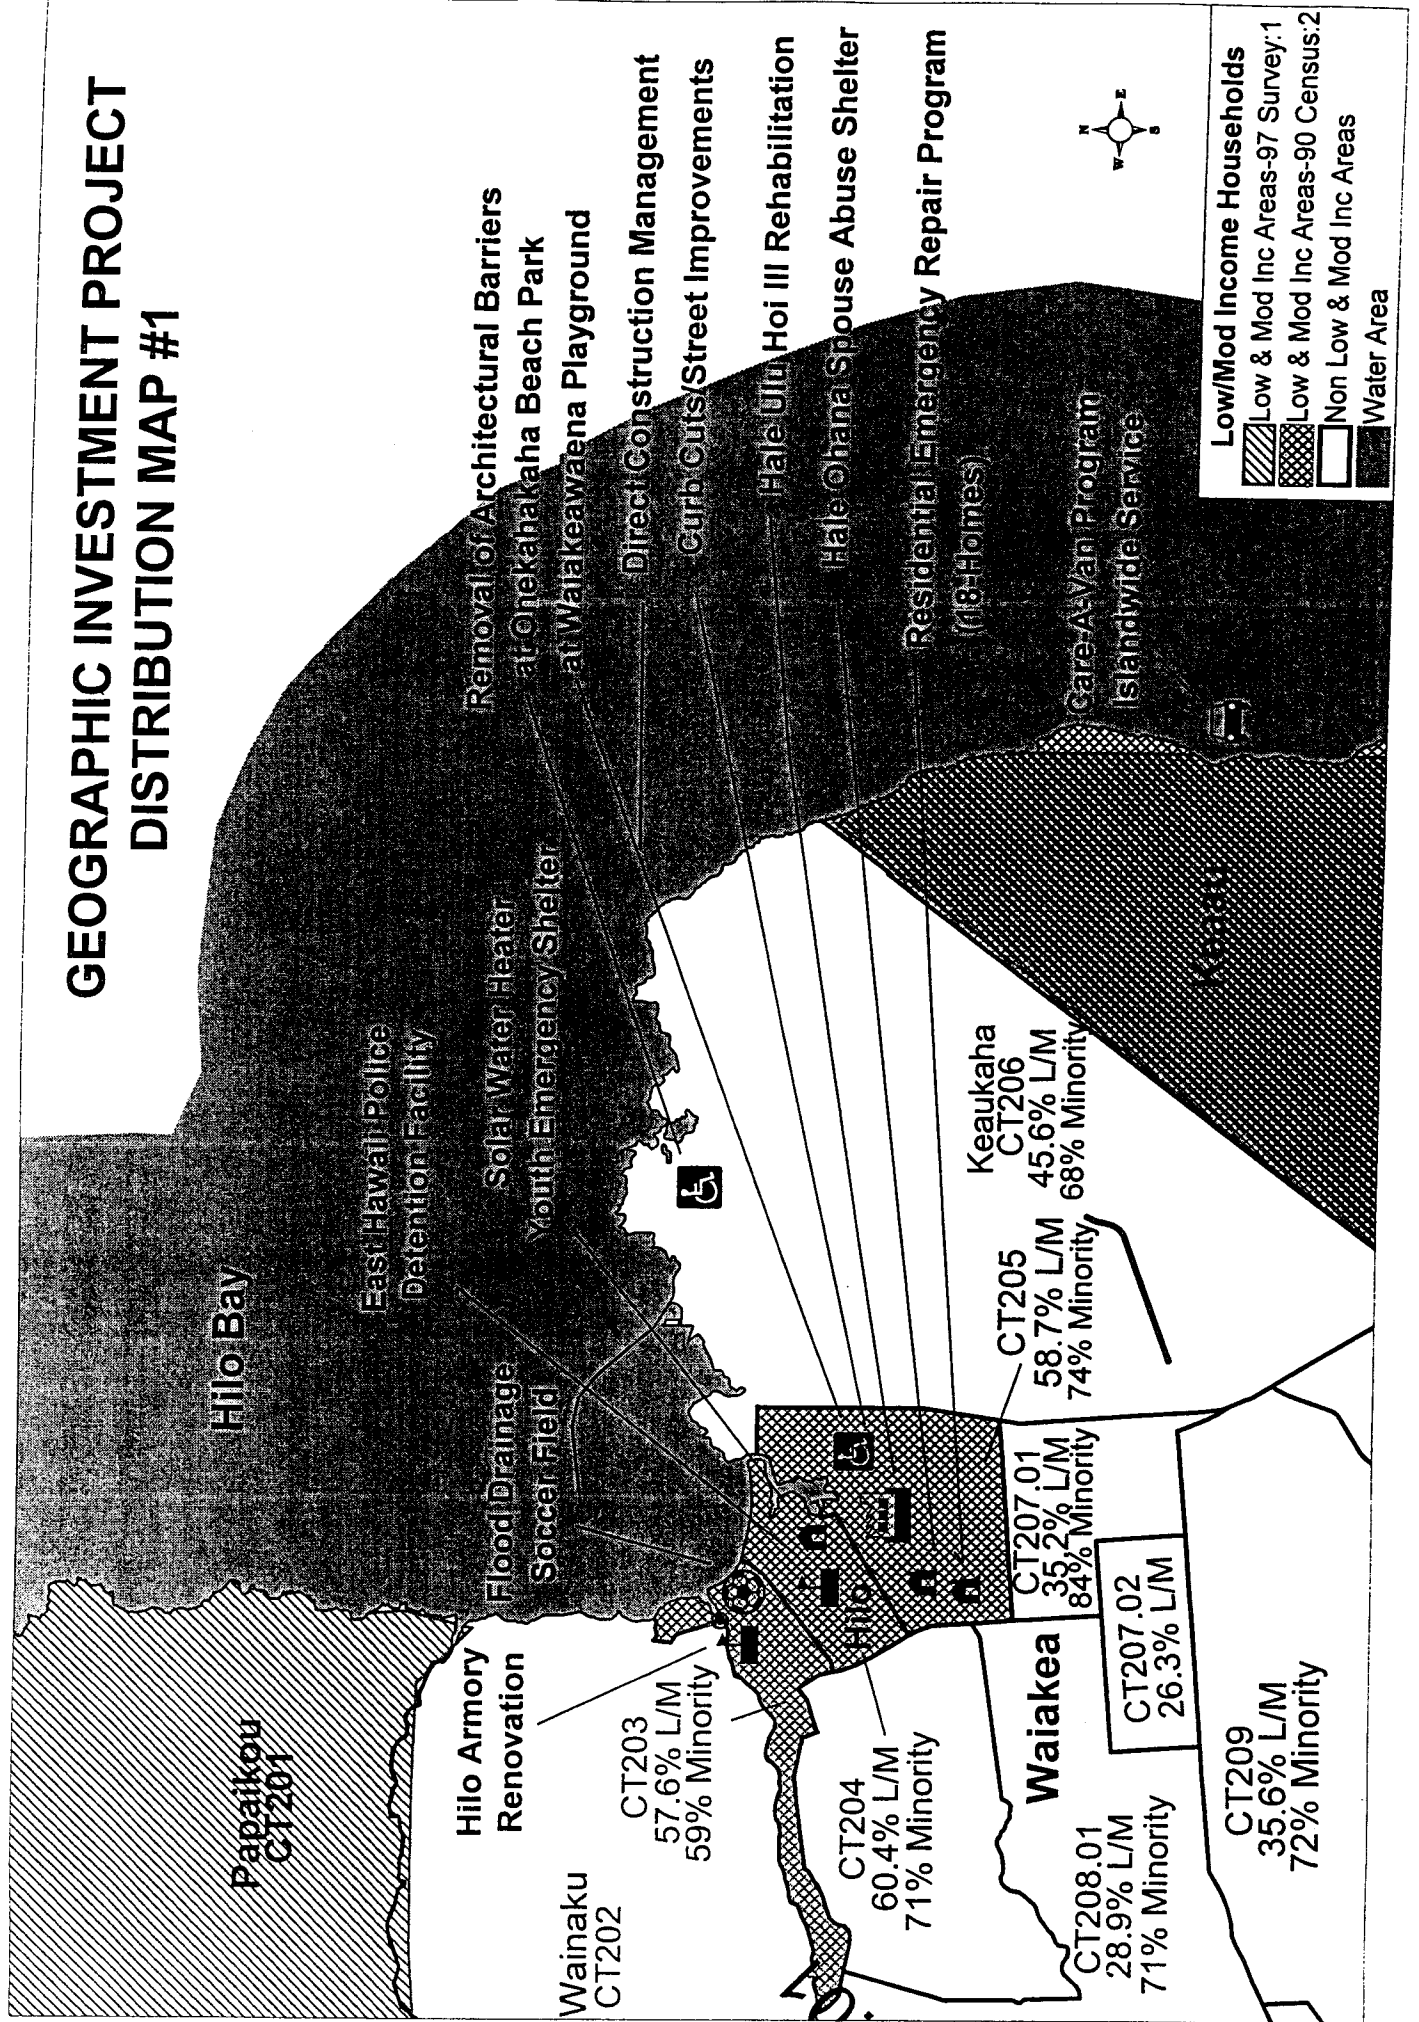 GEOGRAPHIC INVESTMENT PROJECT
DISTRIBUTION MAP #1
Hilo Bay
Papaikou
CT201
East Hawaii Police
Detention Facility
Solar Water Heater
Youth Emergency Shelter
Flood Drainage
Soccer Field
Hilo Armory
Renovation
Removal of Architectural Barriers
at Onekahakaha Beach Park
at Waiakeawaena Playground
Direct Construction Management
Curb Cuts/Street Improvements
Hale Ulu Hoi III Rehabilitation
Hale Ohana Spouse Abuse Shelter
Residential Emergency Repair Program
(18-Homes)
Care-A-Van Program
Islandwide Service
Wainaku
CT202
CT203
57.6% L/M
59% Minority
CT204
60.4% L/M
71% Minority
Hilo
Keaukaha
CT206
45.6% L/M
68% Minority
CT205
58.7% L/M
74% Minority
CT207.01
35.2% L/M
84% Minority
Waiakea
CT207.02
26.3% L/M
CT208.01
28.9% L/M
71% Minority
CT209
35.6% L/M
72% Minority
Keaau
N
W
E
S
Low/Mod Income Households
Low & Mod Inc Areas-97 Survey:1
Low & Mod Inc Areas-90 Census:2
Non Low & Mod Inc Areas
Water Area